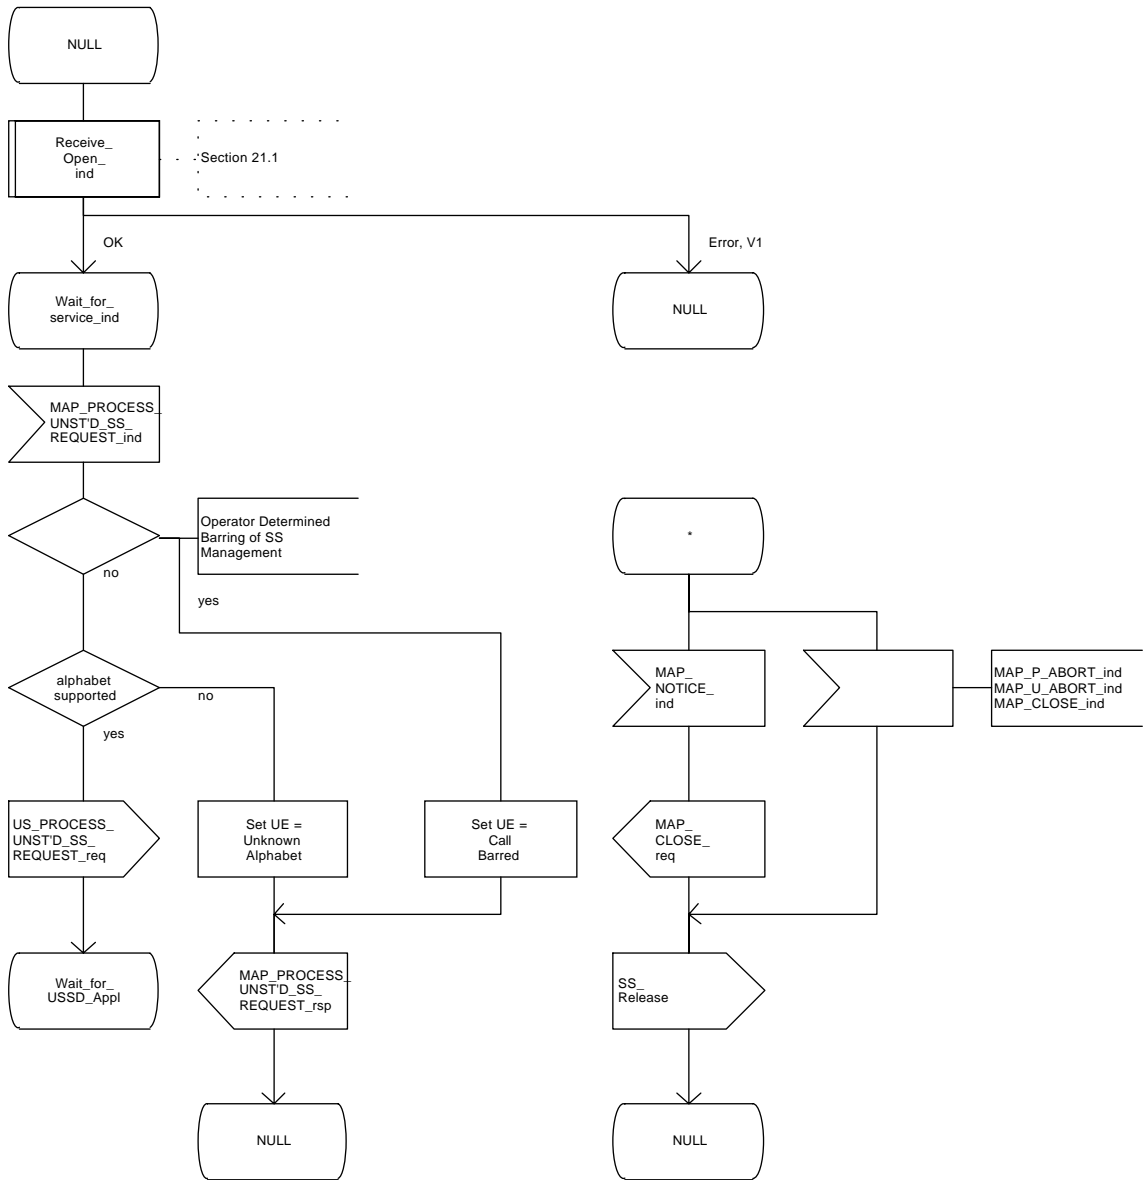 NULL
Receive_
Open_
ind
Section 21.1
OK
Error, V1
Wait_for_
service_ind
NULL
MAP_PROCESS_
UNST'D_SS_
REQUEST_ind
Operator Determined
Barring of SS
Management
no
yes
*
alphabet
supported
no
yes
MAP_
NOTICE_
ind
MAP_P_ABORT_ind
MAP_U_ABORT_ind
MAP_CLOSE_ind
US_PROCESS_
UNST'D_SS_
REQUEST_req
Set UE =
Unknown
Alphabet
Set UE =
Call
Barred
MAP_
CLOSE_
req
Wait_for_
USSD_Appl
MAP_PROCESS_
UNST'D_SS_
REQUEST_rsp
SS_
Release
NULL
NULL